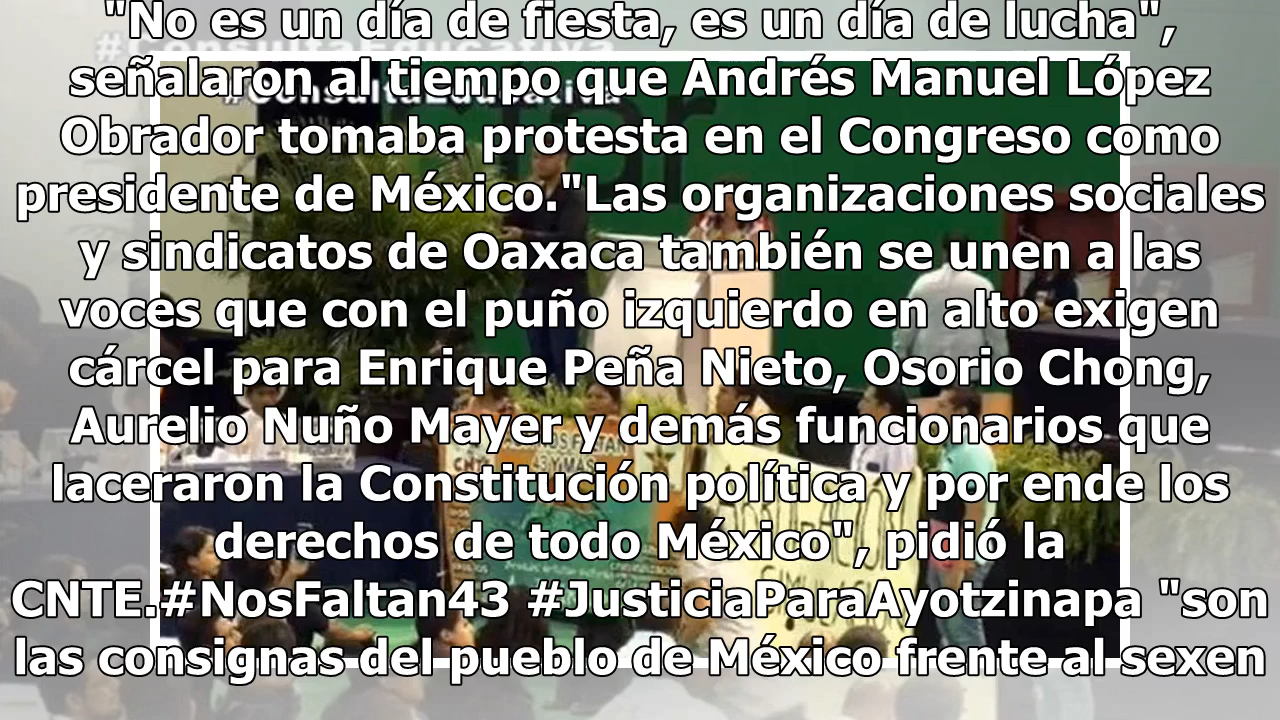 "No es un día de fiesta, es un día de lucha",
señalaron al tiempo que Andrés Manuel López
Obrador tomaba protesta en el Congreso como
presidente de México."Las organizaciones sociales
y sindicatos de Oaxaca también se unen a las
voces que con el puño izquierdo en alto exigen
cárcel para Enrique Peña Nieto, Osorio Chong,
Aurelio Nuño Mayer y demás funcionarios que
laceraron la Constitución política y por ende los
derechos de todo México", pidió la
CNTE.#NosFaltan43 #JusticiaParaAyotzinapa "son
las consignas del pueblo de México frente al sexen
#ConsultaEducativa
#ConsultaEducativa
NOS FALTAN